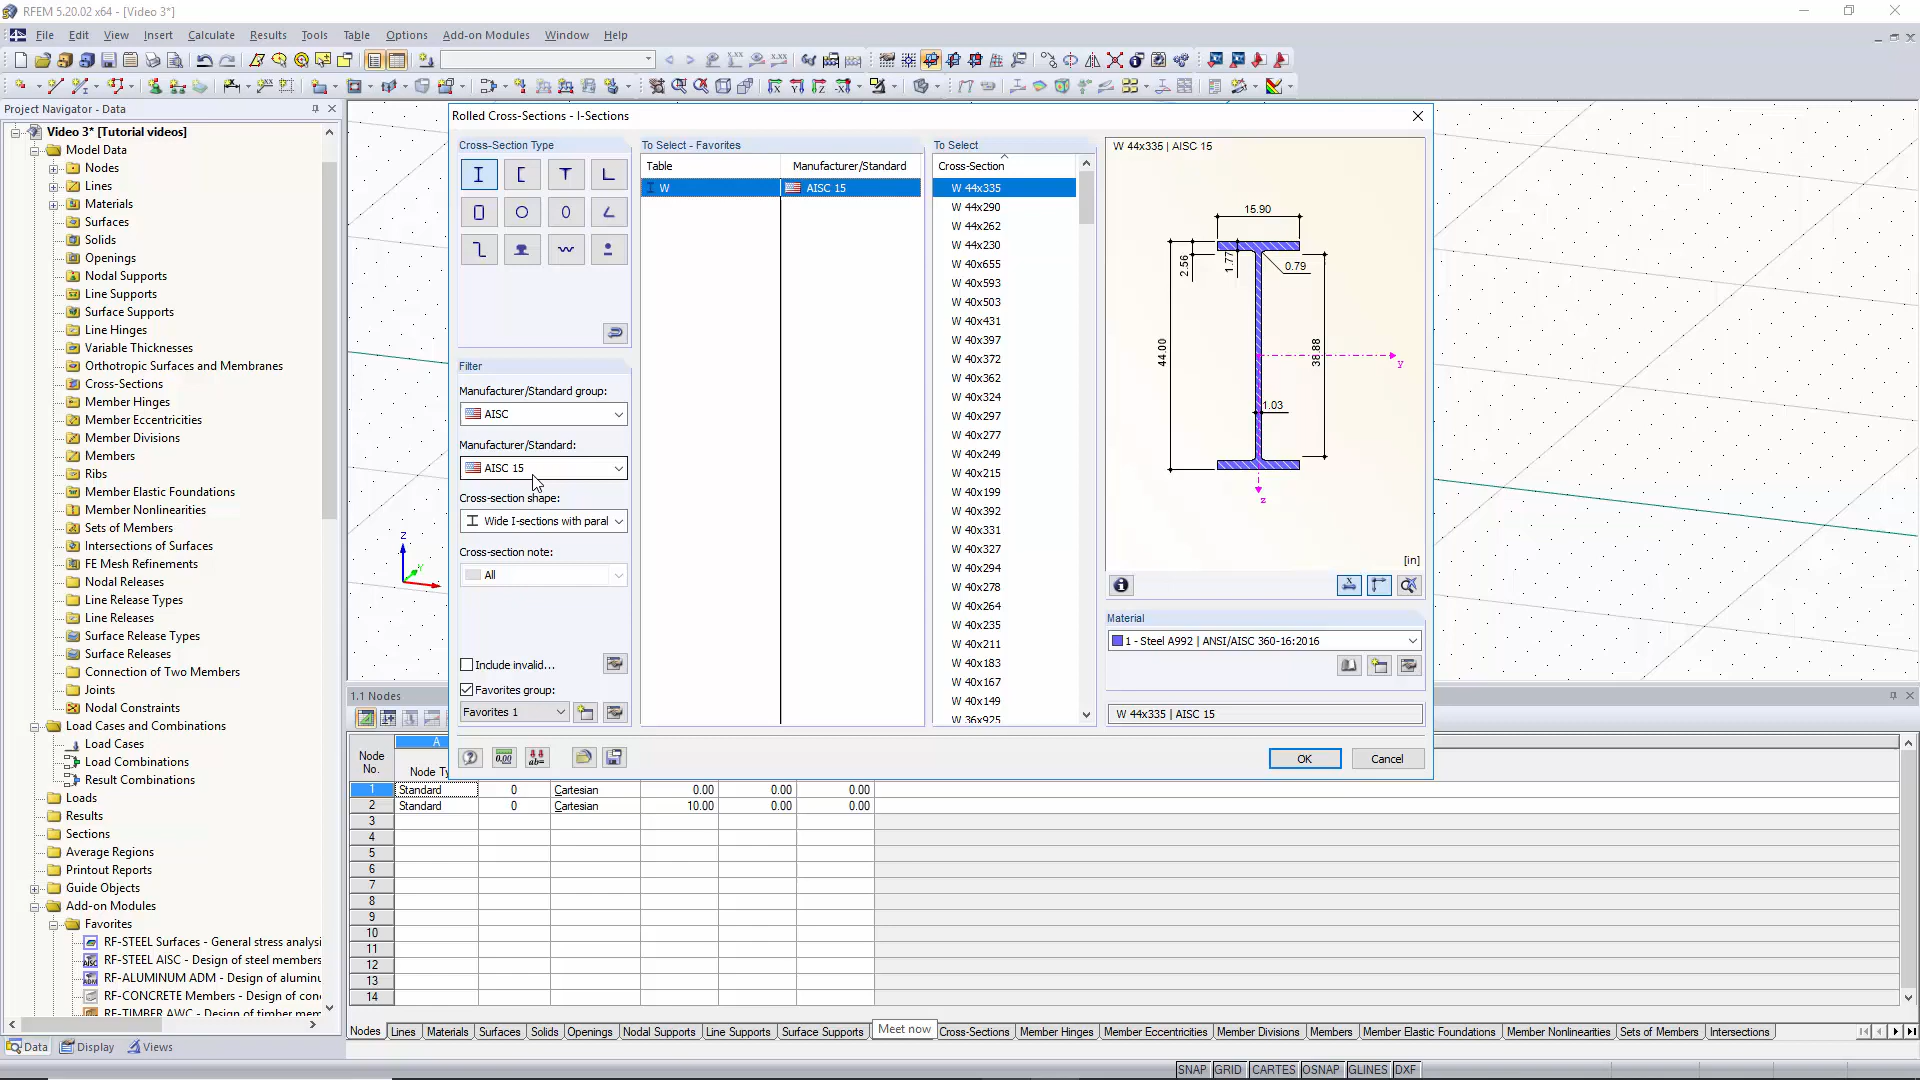 RFEM 5.20.02 x64 - [Video 3*]
File Edit View Insert Calculate Results Tools Table Options Add-on Modules Window Help
Project Navigator - Data
Video 3* [Tutorial videos]
Model Data
Nodes
Lines
Materials
Surfaces
Solids
Openings
Nodal Supports
Line Supports
Surface Supports
Line Hinges
Variable Thicknesses
Orthotropic Surfaces and Membranes
Cross-Sections
Member Hinges
Member Eccentricities
Member Divisions
Members
Ribs
Member Elastic Foundations
Member Nonlinearities
Sets of Members
Intersections of Surfaces
FE Mesh Refinements
Nodal Releases
Line Release Types
Line Releases
Surface Release Types
Surface Releases
Connection of Two Members
Joints
Nodal Constraints
Load Cases and Combinations
Load Cases
Load Combinations
Result Combinations
Loads
Results
Sections
Average Regions
Printout Reports
Guide Objects
Add-on Modules
Favorites
RF-STEEL Surfaces - General stress analysi
RF-STEEL AISC - Design of steel members
RF-ALUMINUM ADM - Design of aluminu
RF-CONCRETE Members - Design of con
RF-TIMBER AWC - Design of timber mem
Data Display Views
Rolled Cross-Sections - I-Sections
Cross-Section Type
Filter
Manufacturer/Standard group:
AISC
Manufacturer/Standard:
AISC 15
Cross-section shape:
Wide I-sections with paral
Cross-section note:
All
Include invalid...
Favorites group:
Favorites 1
To Select - Favorites
Table Manufacturer/Standard
W AISC 15
To Select
Cross-Section
W 44x335
W 44x290
W 44x262
W 44x230
W 40x655
W 40x593
W 40x503
W 40x431
W 40x397
W 40x372
W 40x362
W 40x324
W 40x297
W 40x277
W 40x249
W 40x215
W 40x199
W 40x392
W 40x331
W 40x327
W 40x294
W 40x278
W 40x264
W 40x235
W 40x211
W 40x183
W 40x167
W 40x149
W 36x925
W 44x335 | AISC 15
15.90
2.56
1.77
0.79
44.00
38.88
y
1.03
z
[in]
Material
1 - Steel A992 | ANSI/AISC 360-16:2016
W 44x335 | AISC 15
OK Cancel
Z
Y
1.1 Nodes
A
Node No.
Node Ty
1 Standard 0 Cartesian 0.00 0.00 0.00
2 Standard 0 Cartesian 10.00 0.00 0.00
3
4
5
6
7
8
9
10
11
12
13
14
Nodes Lines Materials Surfaces Solids Openings Nodal Supports Line Supports Surface Supports Meet now Cross-Sections Member Hinges Member Eccentricities Member Divisions Members Member Elastic Foundations Member Nonlinearities Sets of Members Intersections
SNAP GRID CARTES OSNAP GLINES DXF